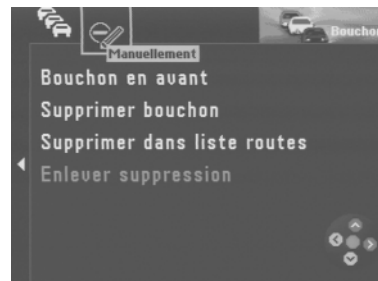 Bouchon
Manuellement
Bouchon en avant
Supprimer bouchon
Supprimer dans liste routes
Enlever suppression